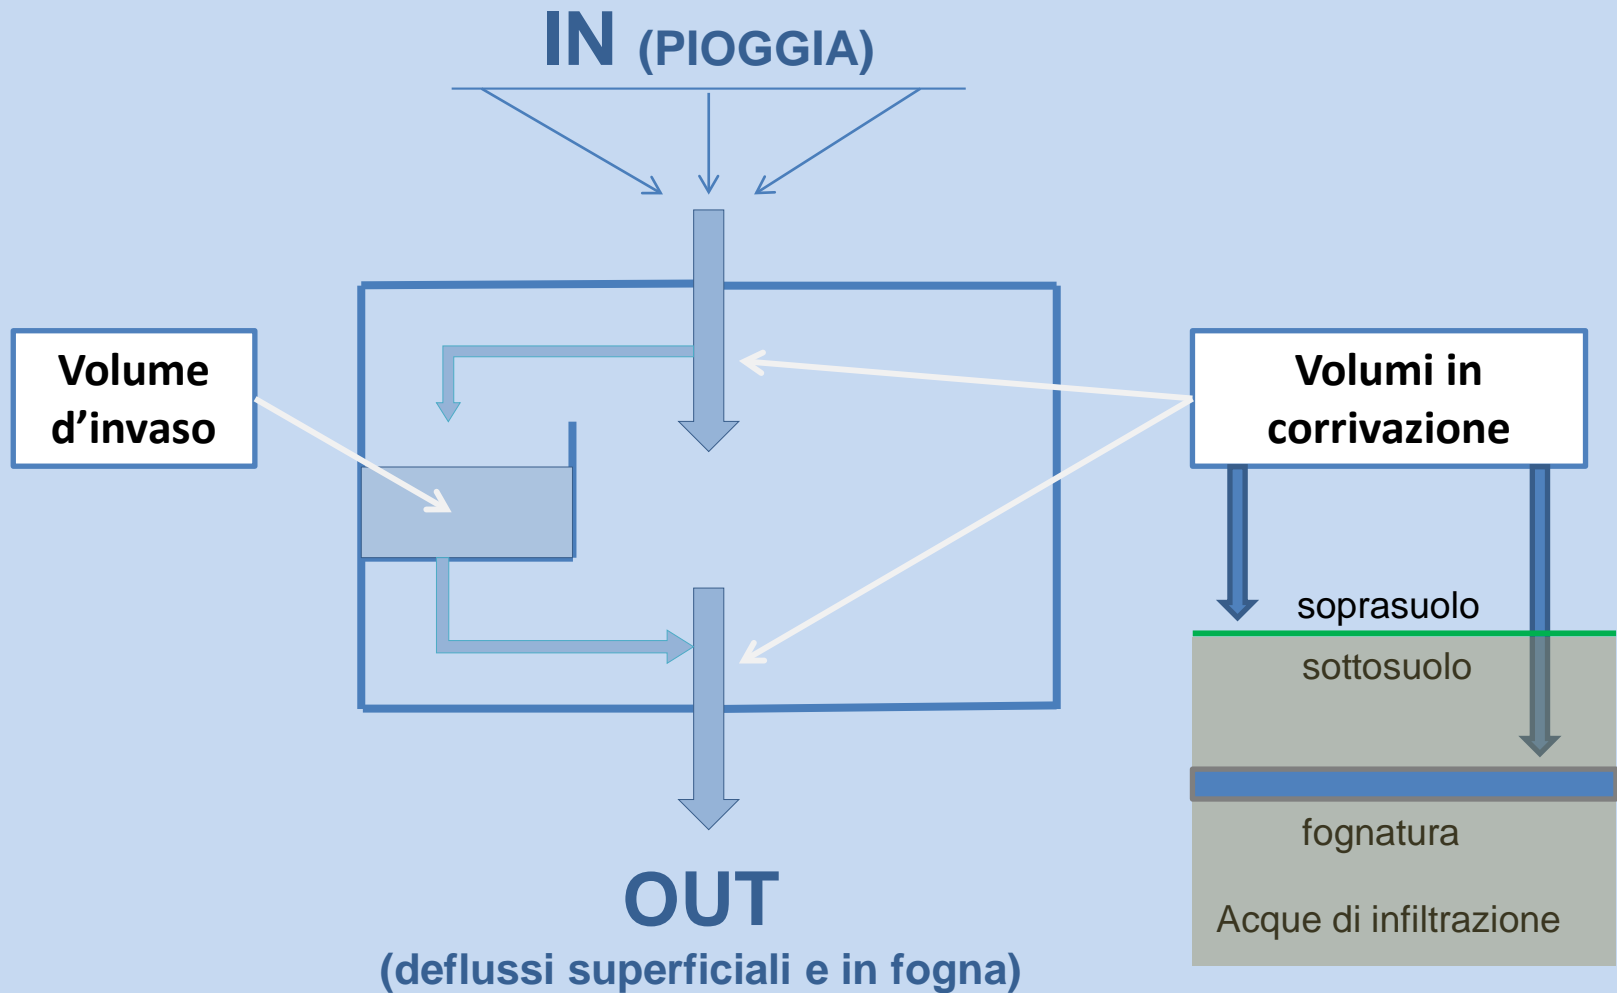 IN (PIOGGIA)
Volume
d’invaso
Volumi in
corrivazione
soprasuolo
sottosuolo
fognatura
Acque di infiltrazione
OUT
(deflussi superficiali e in fogna)